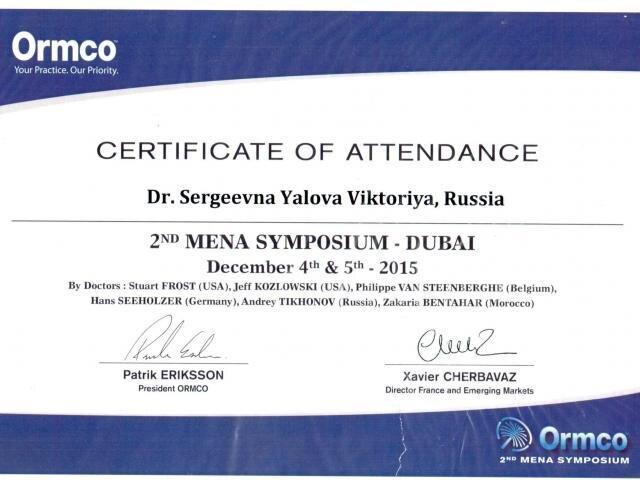 Ormco™
Your Practice. Our Priority.
CERTIFICATE OF ATTENDANCE
Dr. Sergeevna Yalova Viktoriya, Russia
2ND MENA SYMPOSIUM - DUBAI
December 4th & 5th - 2015
By Doctors : Stuart FROST (USA), Jeff KOZLOWSKI (USA), Philippe VAN STEENBERGHE (Belgium),
Hans SEEHOLZER (Germany), Andrey TIKHONOV (Russia), Zakaria BENTAHAR (Morocco)
Patrik ERIKSSON
President ORMCO
Xavier CHERBAVAZ
Director France and Emerging Markets
Ormco
2ND MENA SYMPOSIUM